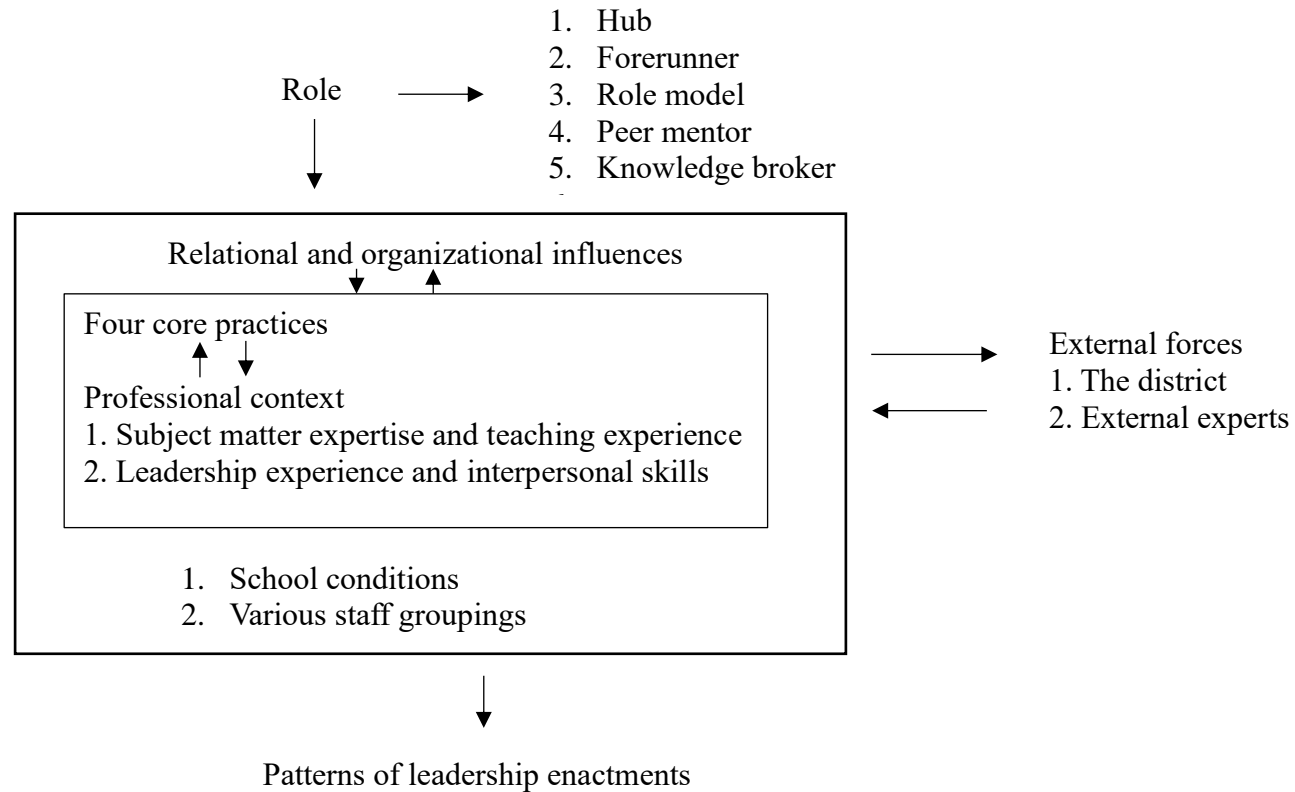 1. Hub
2. Forerunner
Role
3. Role model
4. Peer mentor
5. Knowledge broker
Relational and organizational influences
Four core practices
Professional context
1. Subject matter expertise and teaching experience
2. Leadership experience and interpersonal skills
1. School conditions
2. Various staff groupings
External forces
1. The district
2. External experts
Patterns of leadership enactments